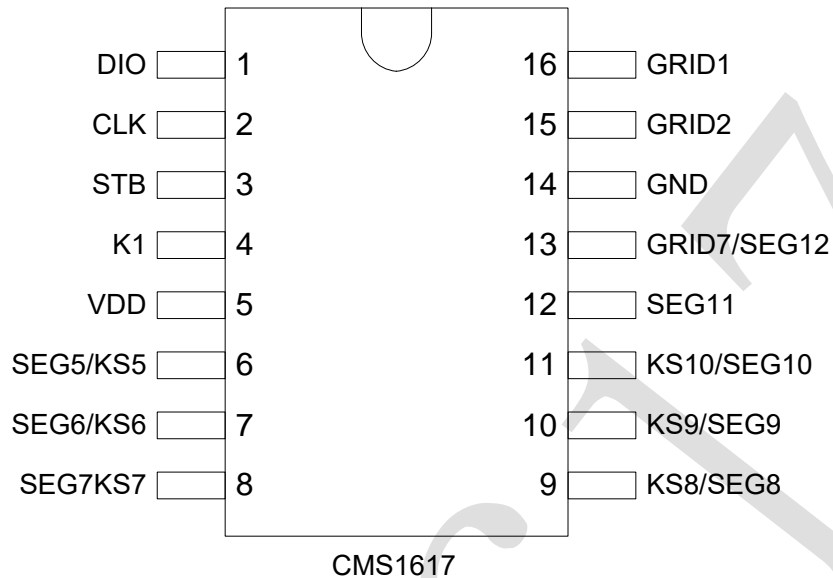 DIO 1 16 GRID1
CLK 2 15 GRID2
STB 3 14 GND
K1 4 13 GRID7/SEG12
VDD 5 12 SEG11
SEG5/KS5 6 11 KS10/SEG10
SEG6/KS6 7 10 KS9/SEG9
SEG7KS7 8 9 KS8/SEG8
CMS1617